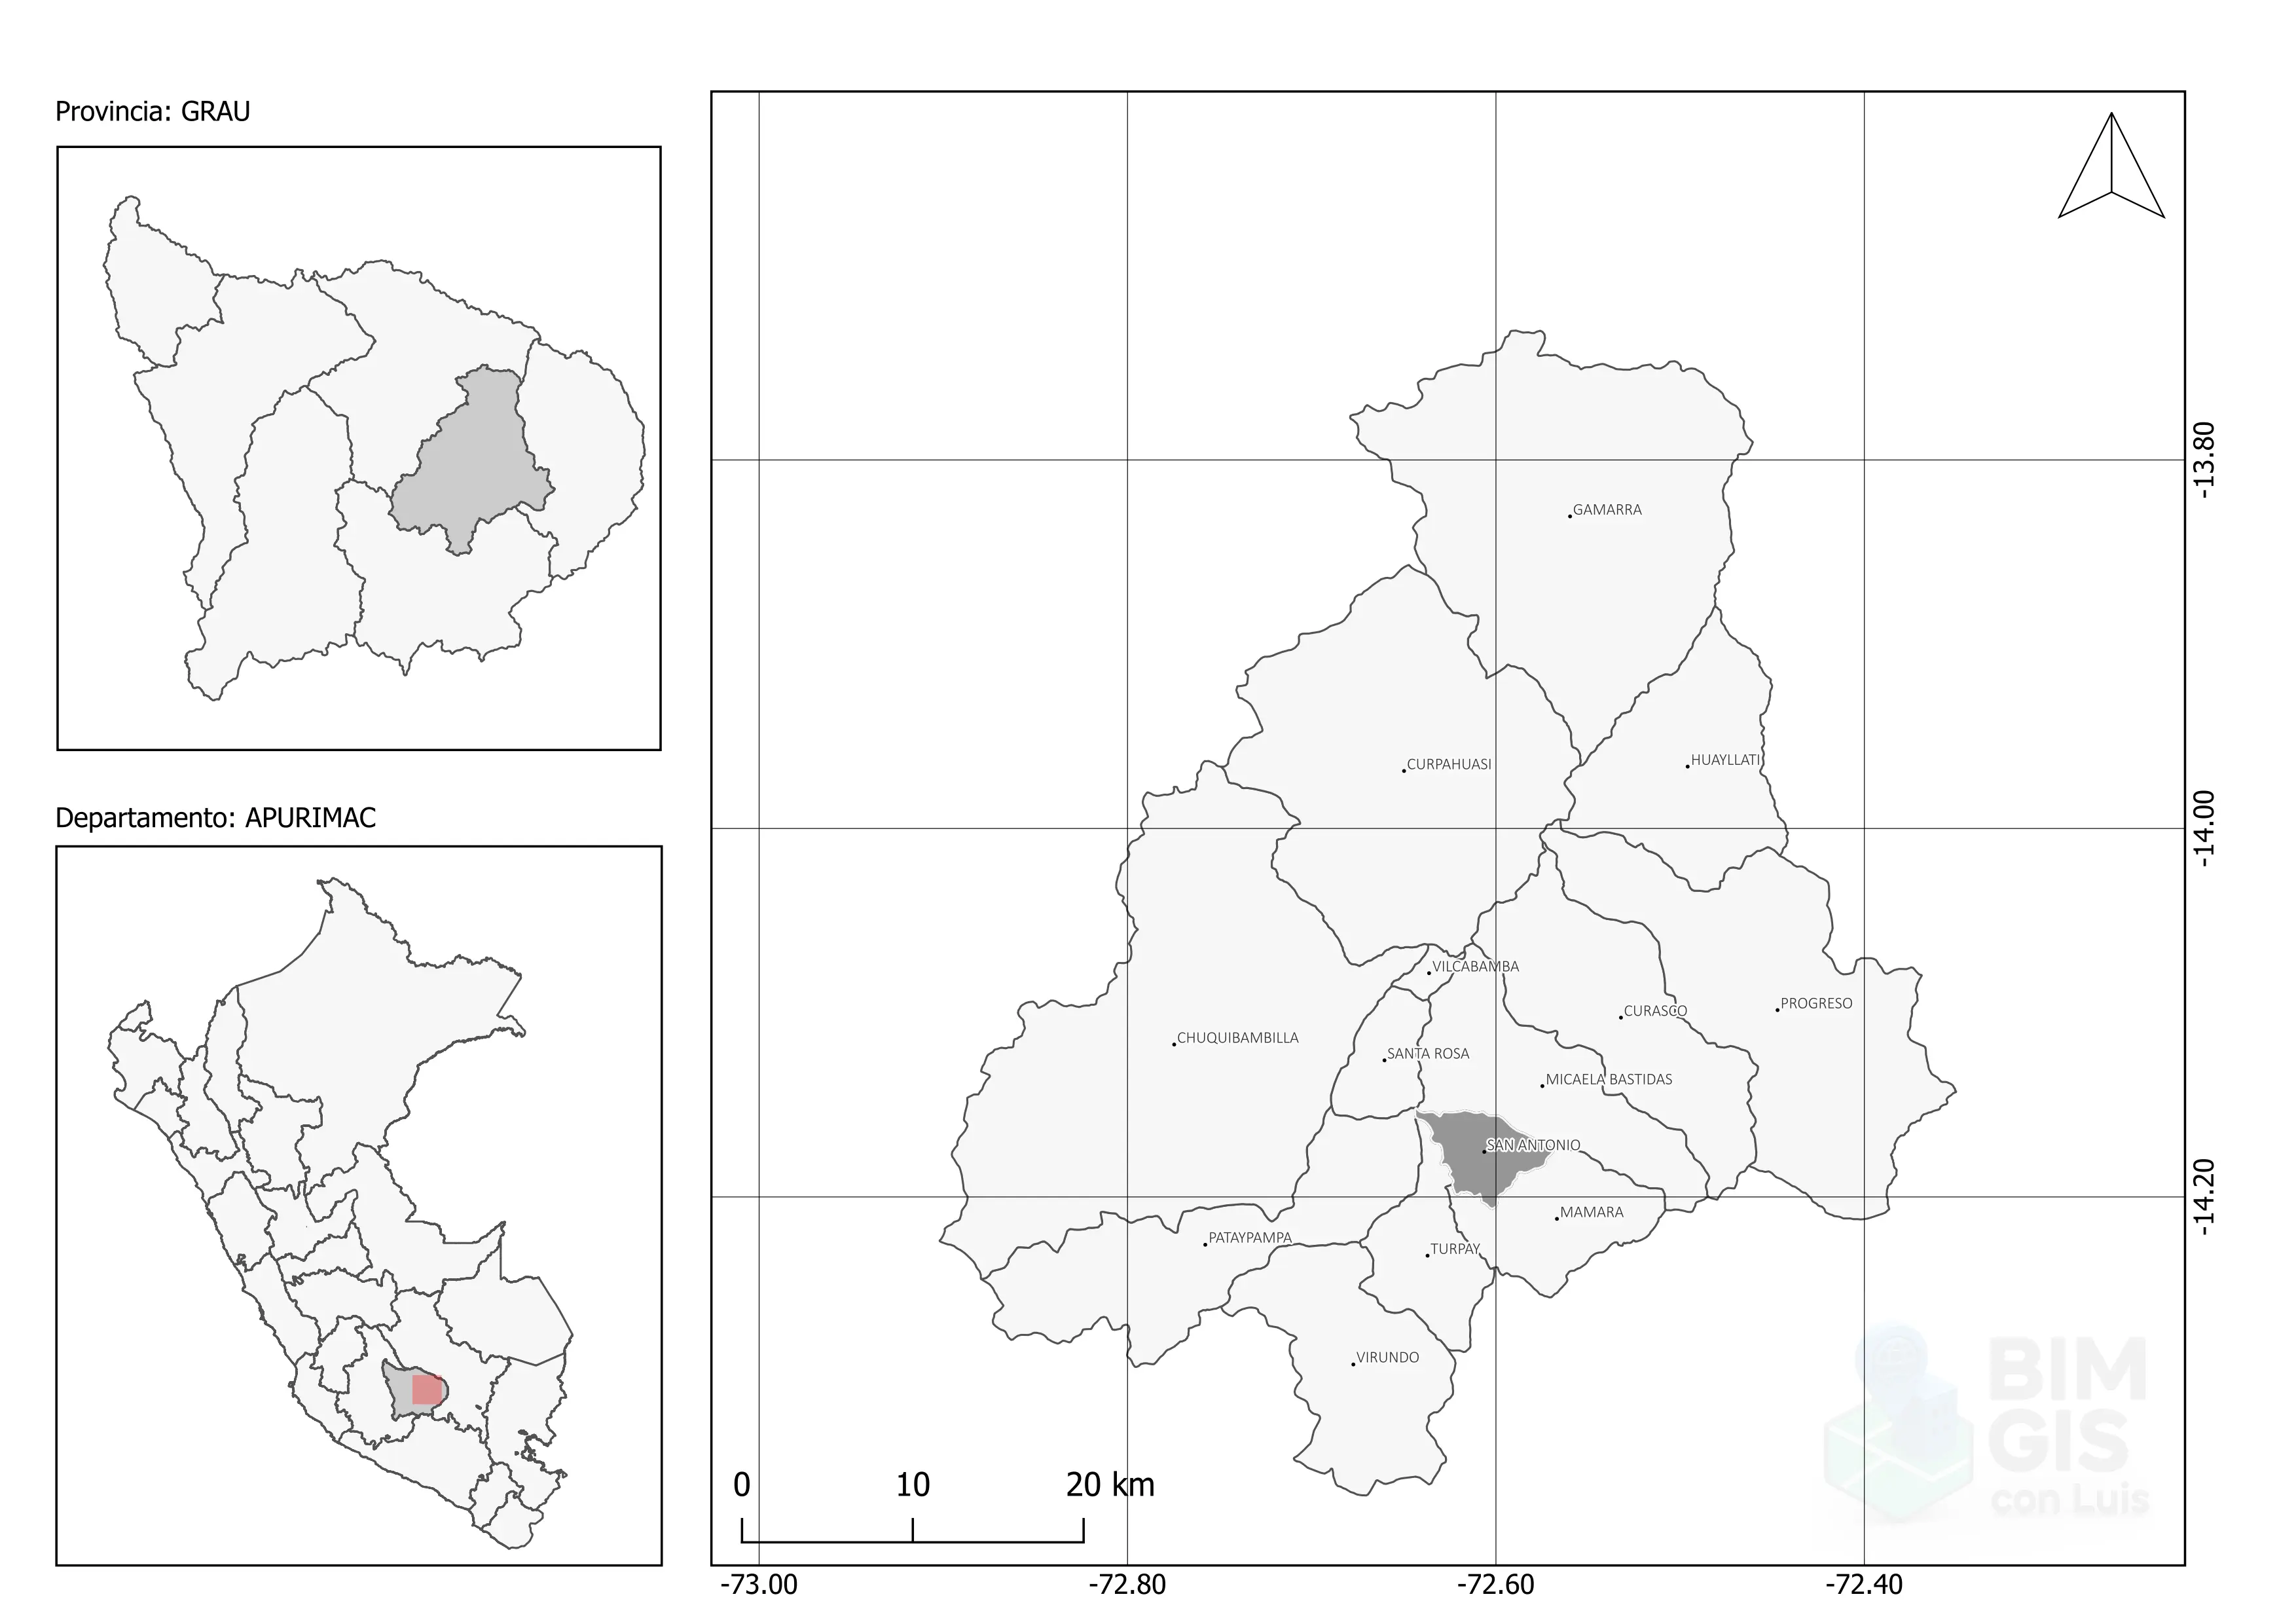 Provincia: GRAU
Departamento: APURIMAC
GAMARRA
CURPAHUASI
HUAYLLATI
VILCABAMBA
CURASCO
PROGRESO
CHUQUIBAMBILLA
SANTA ROSA
MICAELA BASTIDAS
SAN ANTONIO
MAMARA
PATAYPAMPA
TURPAY
VIRUNDO
-13.80
-14.00
-14.20
0 10 20 km
-73.00 -72.80 -72.60 -72.40
BIM
GIS
con Luis